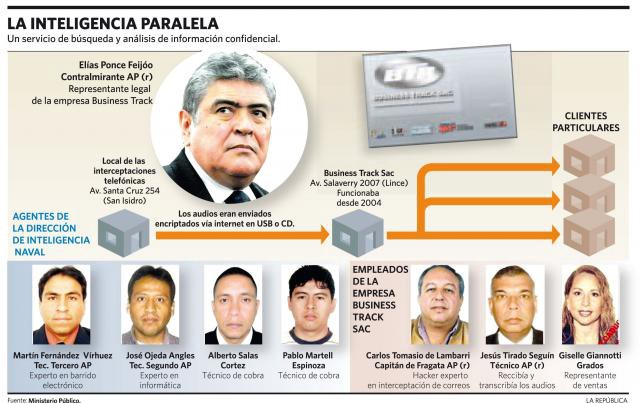 LA INTELIGENCIA PARALELA
Un servicio de búsqueda y análisis de información confidencial.
Elías Ponce Feijóo
Contralmirante AP (r)
Representante legal
de la empresa Business Track
BTR
BUSINESS TRACK SAC
CLIENTES
PARTICULARES
Local de las
interceptaciones
telefónicas
Av. Santa Cruz 254
(San Isidro)
Business Track Sac
Av. Salaverry 2007 (Lince)
Funcionaba
desde 2004
Los audios eran enviados
encriptados vía internet en USB o CD.
AGENTES DE
LA DIRECCIÓN
DE INTELIGENCIA
NAVAL
EMPLEADOS
DE LA
EMPRESA
BUSINESS
TRACK
SAC
Martín Fernández Vírhuez
Tec. Tercero AP
Experto en barrido
electrónico
José Ojeda Angles
Tec. Segundo AP
Experto en
informática
Alberto Salas
Cortez
Técnico de cobra
Pablo Martell
Espinoza
Técnico de cobra
Carlos Tomasio de Lambarri
Capitán de Fragata AP (r)
Hacker experto
en interceptación de correos
Jesús Tirado Seguín
Técnico AP (r)
Reccibía y
transcribía los audios
Giselle Giannotti
Grados
Representante
de ventas
Fuente: Ministerio Público.
LA REPÚBLICA